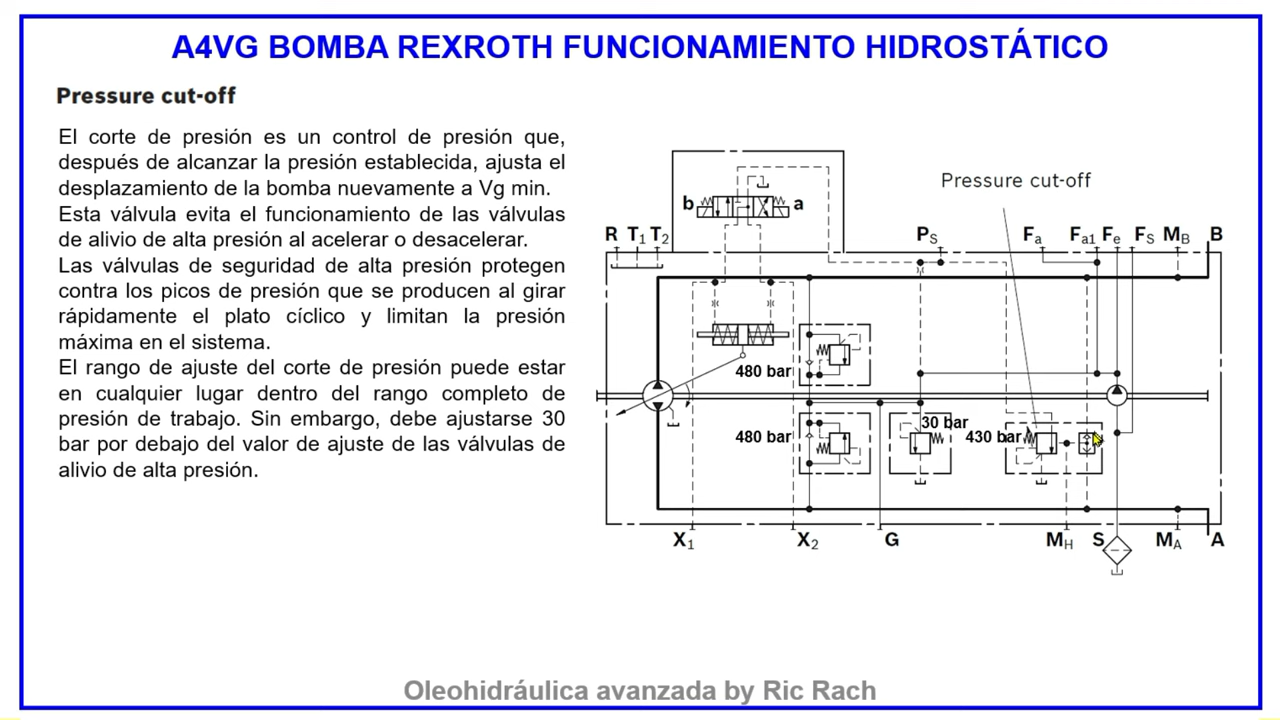 A4VG BOMBA REXROTH FUNCIONAMIENTO HIDROSTÁTICO
Pressure cut-off
El corte de presión es un control de presión que,
después de alcanzar la presión establecida, ajusta el
desplazamiento de la bomba nuevamente a Vg min.
Esta válvula evita el funcionamiento de las válvulas
de alivio de alta presión al acelerar o desacelerar.
Las válvulas de seguridad de alta presión protegen
contra los picos de presión que se producen al girar
rápidamente el plato cíclico y limitan la presión
máxima en el sistema.
El rango de ajuste del corte de presión puede estar
en cualquier lugar dentro del rango completo de
presión de trabajo. Sin embargo, debe ajustarse 30
bar por debajo del valor de ajuste de las válvulas de
alivio de alta presión.
Pressure cut-off
b a
R T1 T2 PS Fa Fa1 Fe FS MB B
480 bar
480 bar 30 bar 430 bar
X1 X2 G MH S MA A
Oleohidráulica avanzada by Ric Rach